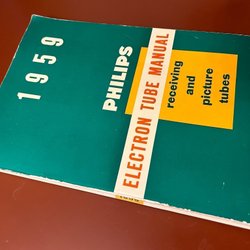 1959
PHILIPS
ELECTRON TUBE MANUAL
receiving
and
picture
tubes